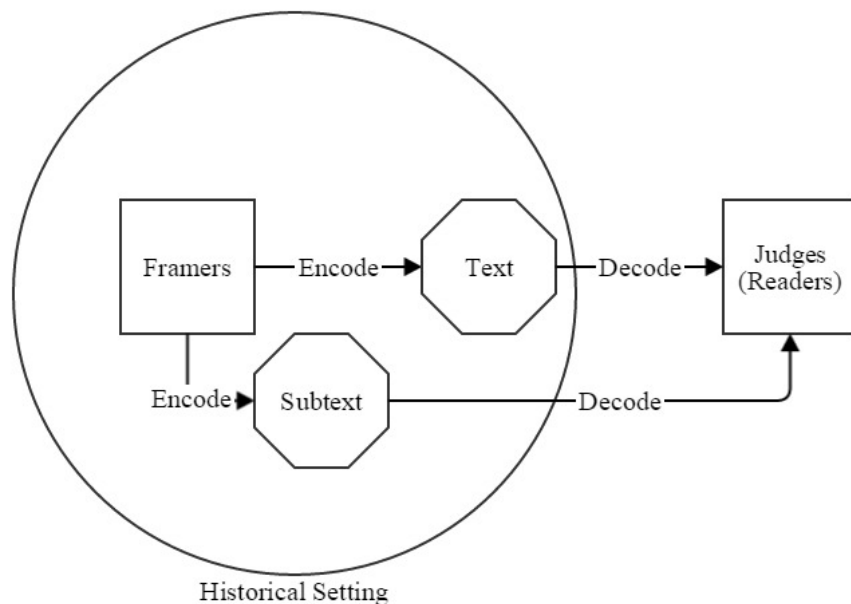 Framers
Encode
Text
Decode
Judges
(Readers)
Encode
Subtext
Decode
Historical Setting